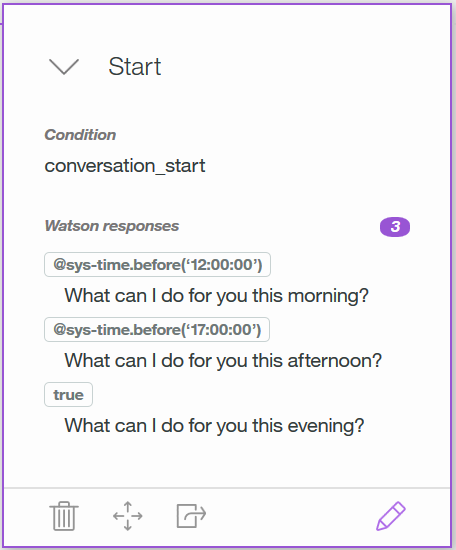 Start
Condition
conversation_start
Watson responses
3
@sys-time.before(‘12:00:00’)
What can I do for you this morning?
@sys-time.before(‘17:00:00’)
What can I do for you this afternoon?
true
What can I do for you this evening?